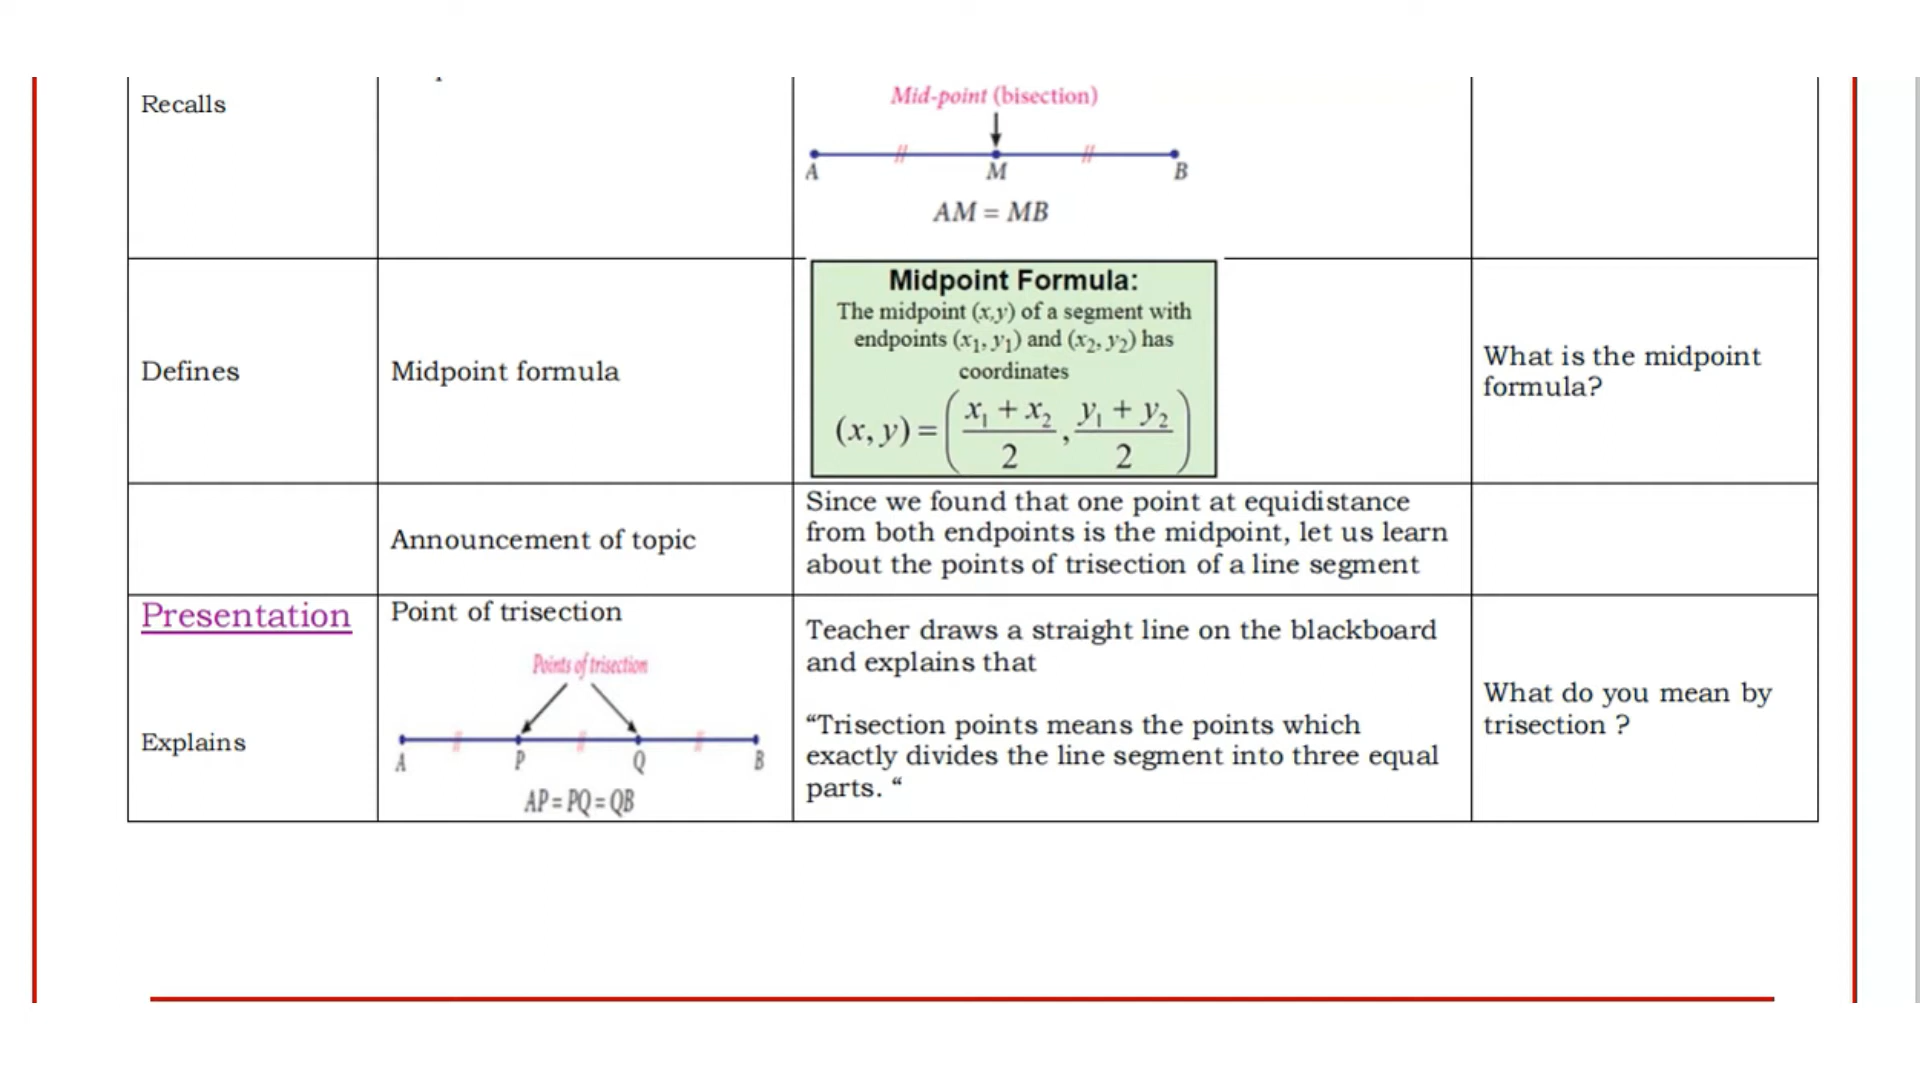 Recalls
Mid-point (bisection)
A M B
AM = MB
Defines
Midpoint formula
Midpoint Formula:
The midpoint (x,y) of a segment with
endpoints (x₁, y₁) and (x₂, y₂) has
coordinates
(x, y) = ( x₁ + x₂ / 2 , y₁ + y₂ / 2 )
What is the midpoint
formula?
Announcement of topic
Since we found that one point at equidistance
from both endpoints is the midpoint, let us learn
about the points of trisection of a line segment
Presentation
Explains
Point of trisection
Points of trisection
A P Q B
AP = PQ = QB
Teacher draws a straight line on the blackboard
and explains that
“Trisection points means the points which
exactly divides the line segment into three equal
parts. “
What do you mean by
trisection ?